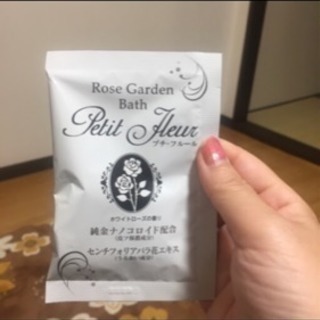 Rose Garden
Bath
Petit Fleur
プチ・フルール
ホワイトローズの香り
純金ナノコロイド配合
センチフォリアバラ花エキス